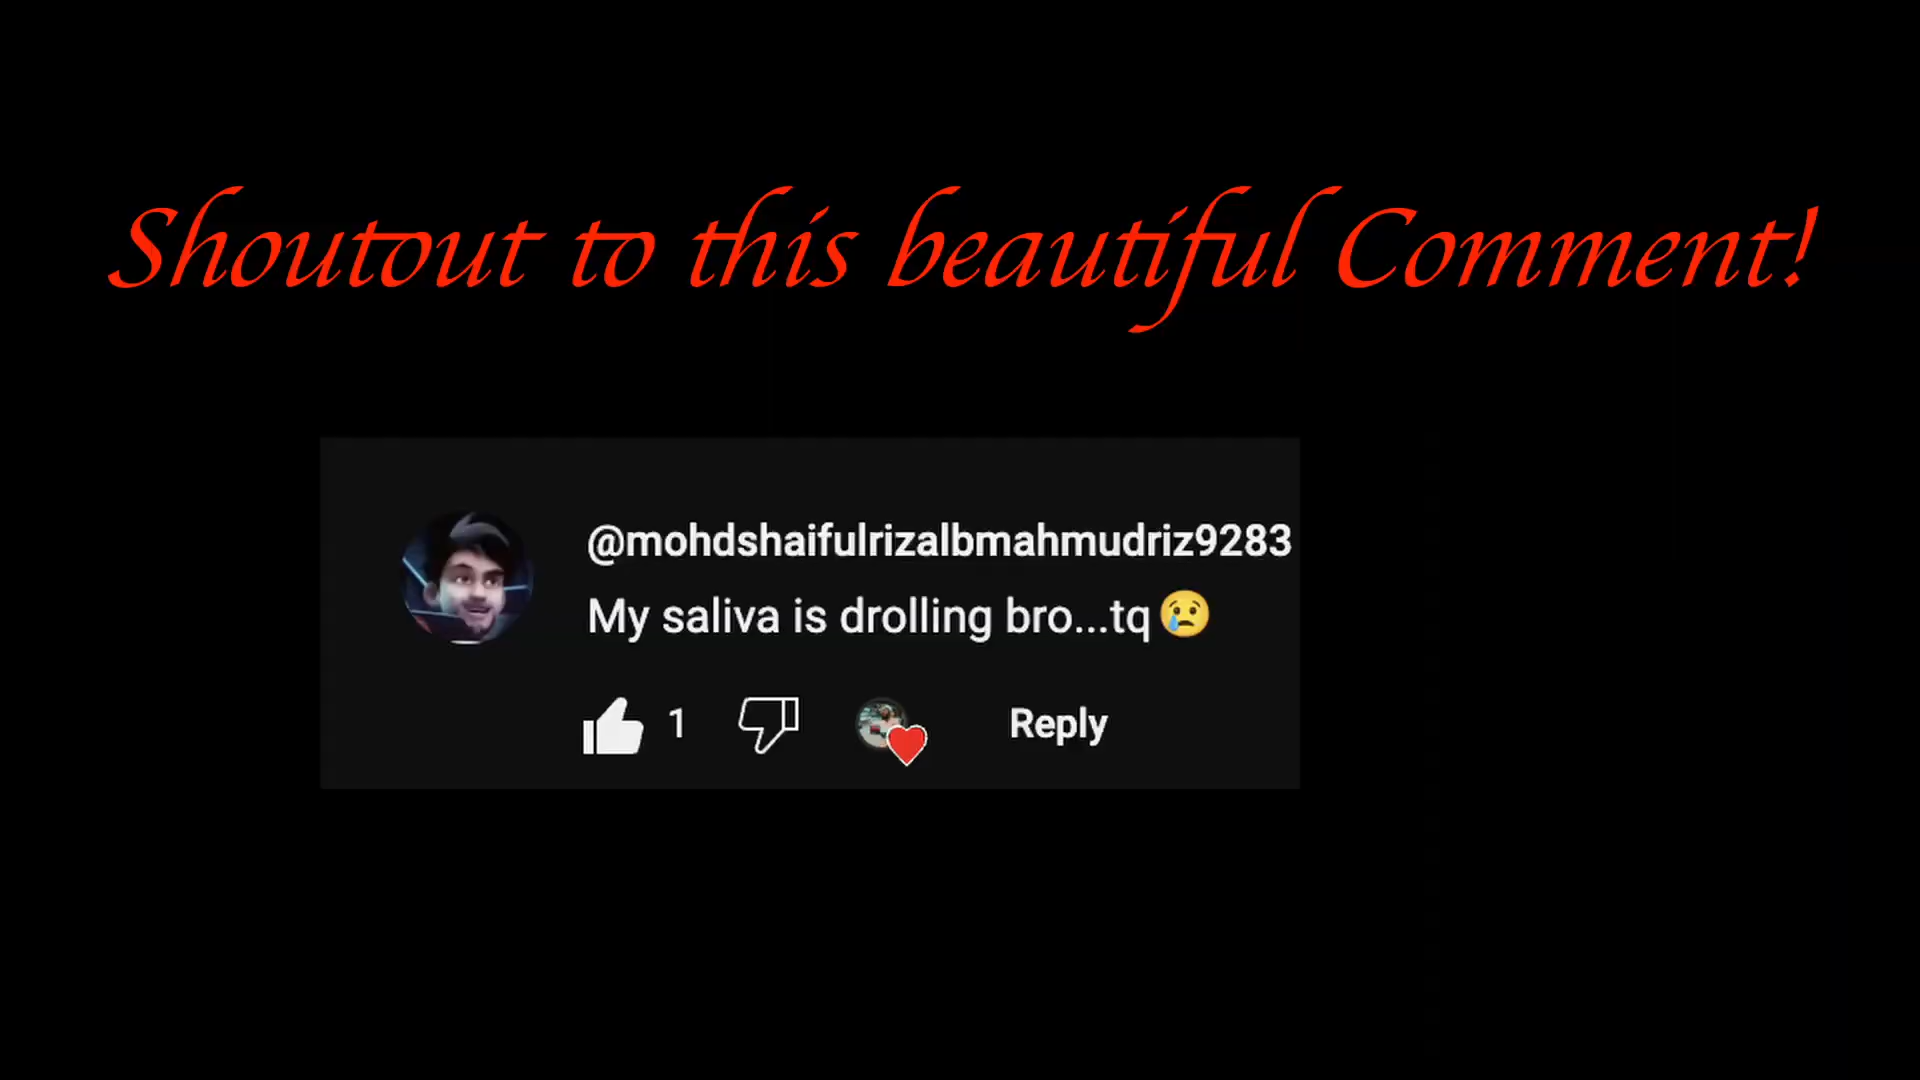 Shoutout to this beautiful Comment!
@mohdshaifulrizalbmahmudriz9283
My saliva is drolling bro...tq😢
1 Reply